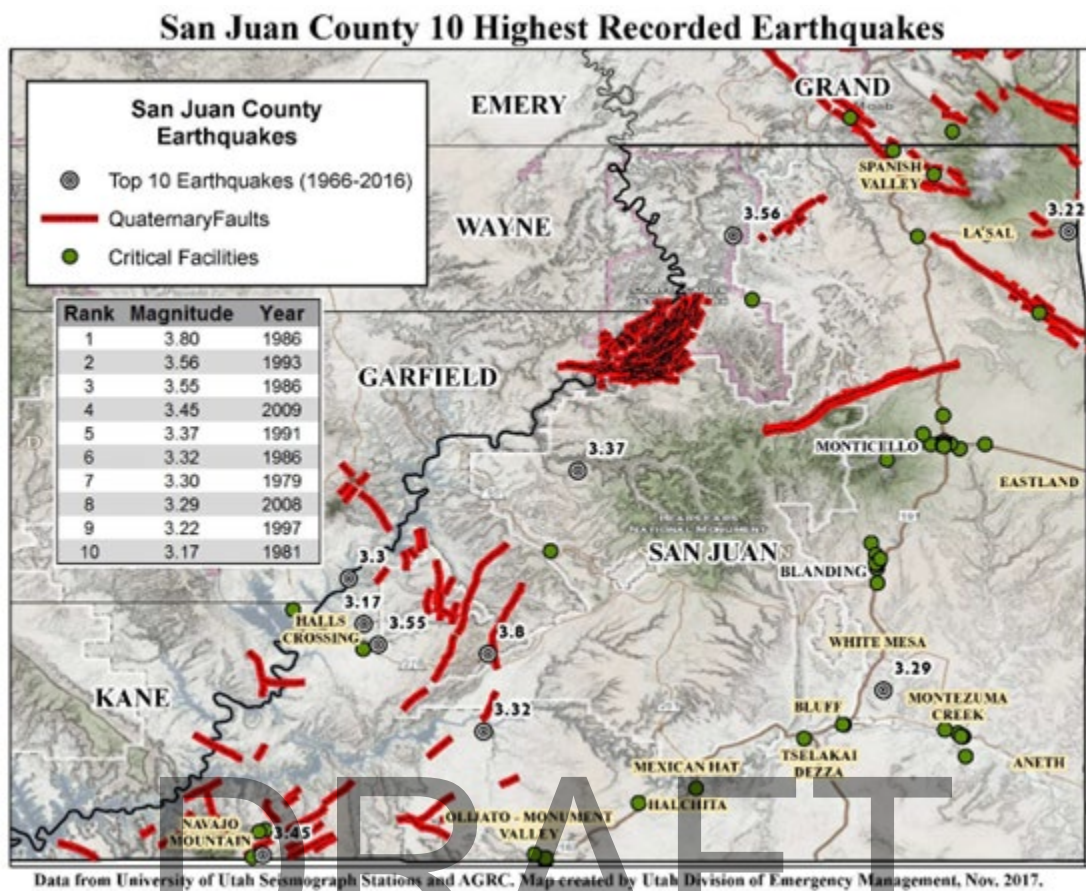 San Juan County 10 Highest Recorded Earthquakes
San Juan County
Earthquakes
Top 10 Earthquakes (1966-2016)
QuaternaryFaults
Critical Facilities
Rank Magnitude Year
1 3.80 1986
2 3.56 1993
3 3.55 1986
4 3.45 2009
5 3.37 1991
6 3.32 1986
7 3.30 1979
8 3.29 2008
9 3.22 1997
10 3.17 1981
EMERY
GRAND
Moab
SPANISH
VALLEY
WAYNE
3.56
3.22
LA SAL
GARFIELD
MONTICELLO
3.37
EASTLAND
BEARS EARS
NATIONAL MONUMENT
191
SAN JUAN
BLANDING
3.3
3.17
3.55
HALLS
CROSSING
3.8
WHITE MESA
3.29
KANE
3.32
BLUFF
MONTEZUMA
CREEK
TSELAKAI
DEZZA
ANETH
MEXICAN HAT
HALCHITA
OLJATO - MONUMENT
VALLEY
NAVAJO
MOUNTAIN
3.45
DRAFT
Data from University of Utah Seismograph Stations and AGRC. Map created by Utah Division of Emergency Management, Nov. 2017.